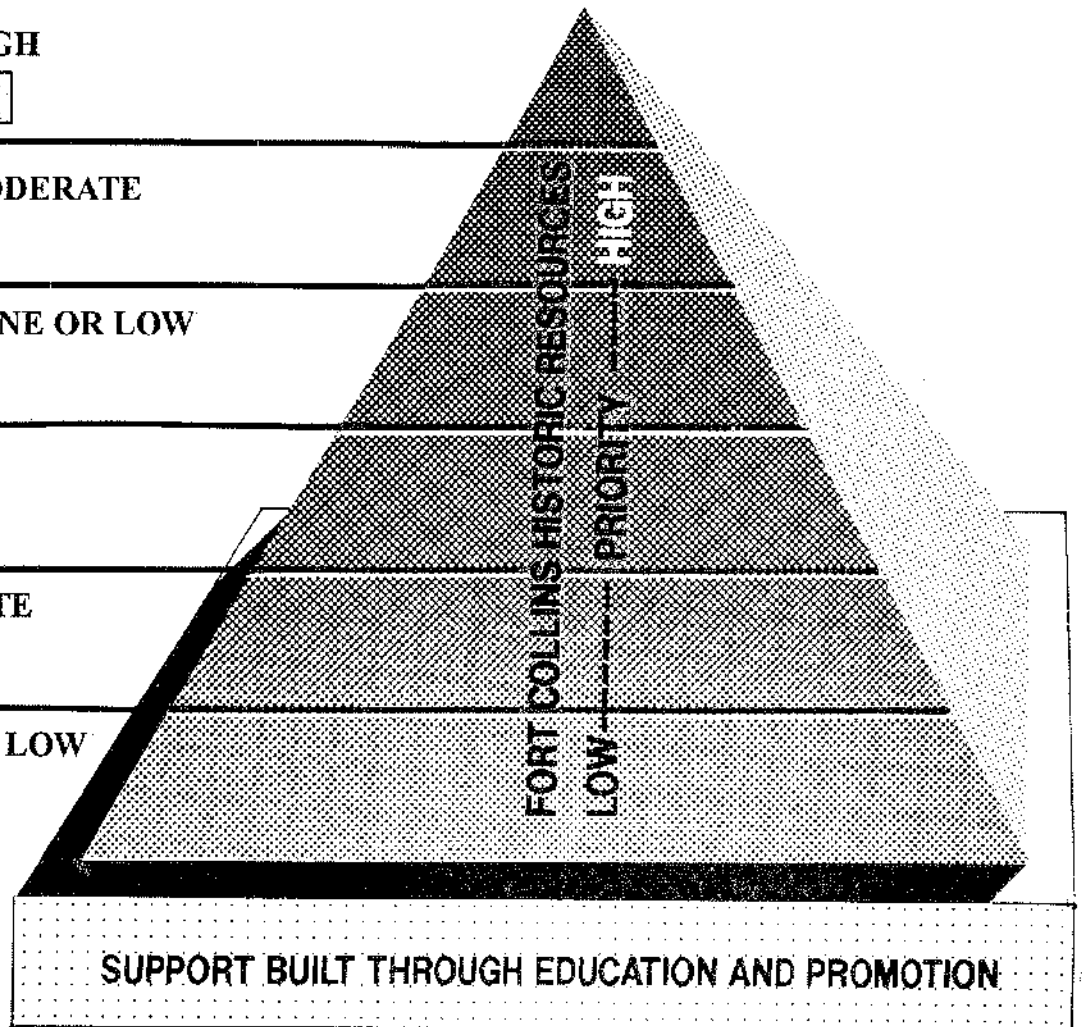 GH
ODERATE
NE OR LOW
TE
LOW
FORT COLLINS HISTORIC RESOURCES
LOW PRIORITY HIGH
SUPPORT BUILT THROUGH EDUCATION AND PROMOTION